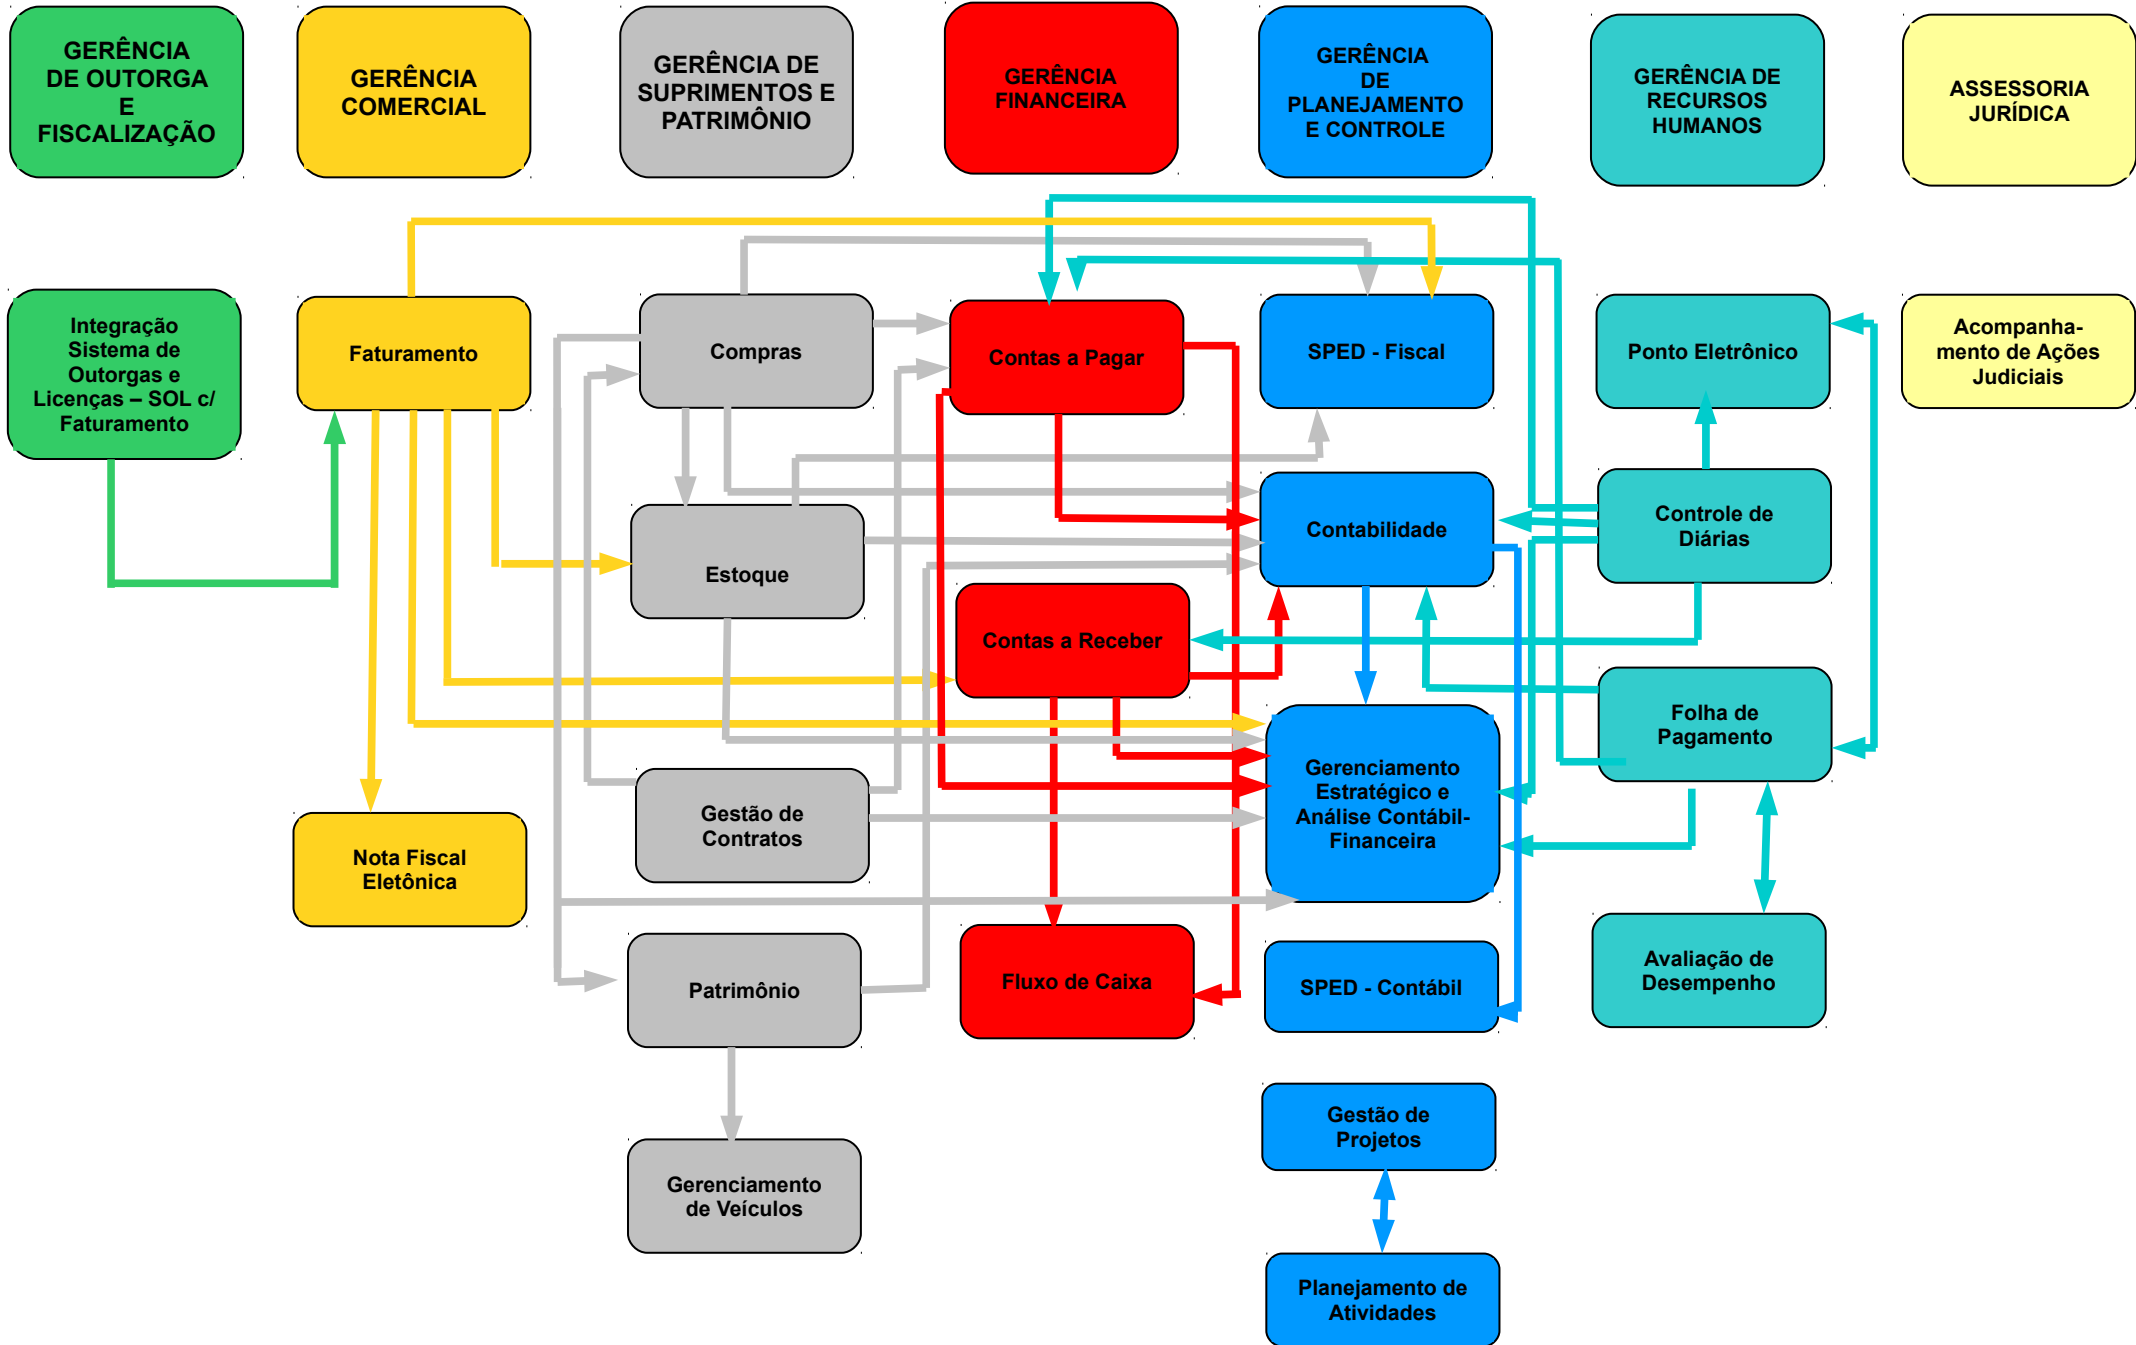 GERÊNCIA
DE OUTORGA
E
FISCALIZAÇÃO
GERÊNCIA
COMERCIAL
GERÊNCIA DE
SUPRIMENTOS E
PATRIMÔNIO
GERÊNCIA
FINANCEIRA
GERÊNCIA
DE
PLANEJAMENTO
E CONTROLE
GERÊNCIA DE
RECURSOS
HUMANOS
ASSESSORIA
JURÍDICA
Integração
Sistema de
Outorgas e
Licenças – SOL c/
Faturamento
Faturamento
Compras
Contas a Pagar
SPED - Fiscal
Ponto Eletrônico
Acompanha-
mento de Ações
Judiciais
Estoque
Contabilidade
Controle de
Diárias
Contas a Receber
Folha de
Pagamento
Gestão de
Contratos
Gerenciamento
Estratégico e
Análise Contábil-
Financeira
Nota Fiscal
Eletônica
Patrimônio
Fluxo de Caixa
SPED - Contábil
Avaliação de
Desempenho
Gerenciamento
de Veículos
Gestão de
Projetos
Planejamento de
Atividades